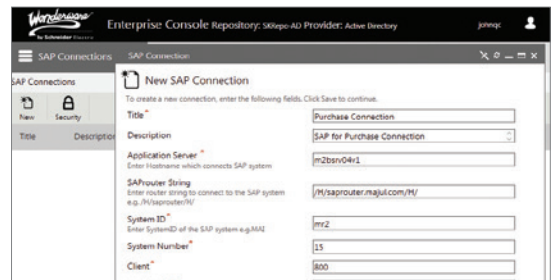 Wonderware
by Schneider Electric
Enterprise Console Repository: SKRepo-AD Provider: Active Directory
johnqc
SAP Connections
SAP Connection
SAP Connections
New
Security
Title
Description
New SAP Connection
To create a new connection, enter the following fields. Click Save to continue.
Title * Purchase Connection
Description SAP for Purchase Connection
Application Server * m2bsrv04v1
Enter Hostname which connects SAP system
SAProuter String /H/saprouter.majul.com/H/
Enter router string to connect to the SAP system
e.g. /H/saprouter/H/
System ID * mr2
Enter SystemID of the SAP system e.g.MAI
System Number * 15
Client * 800